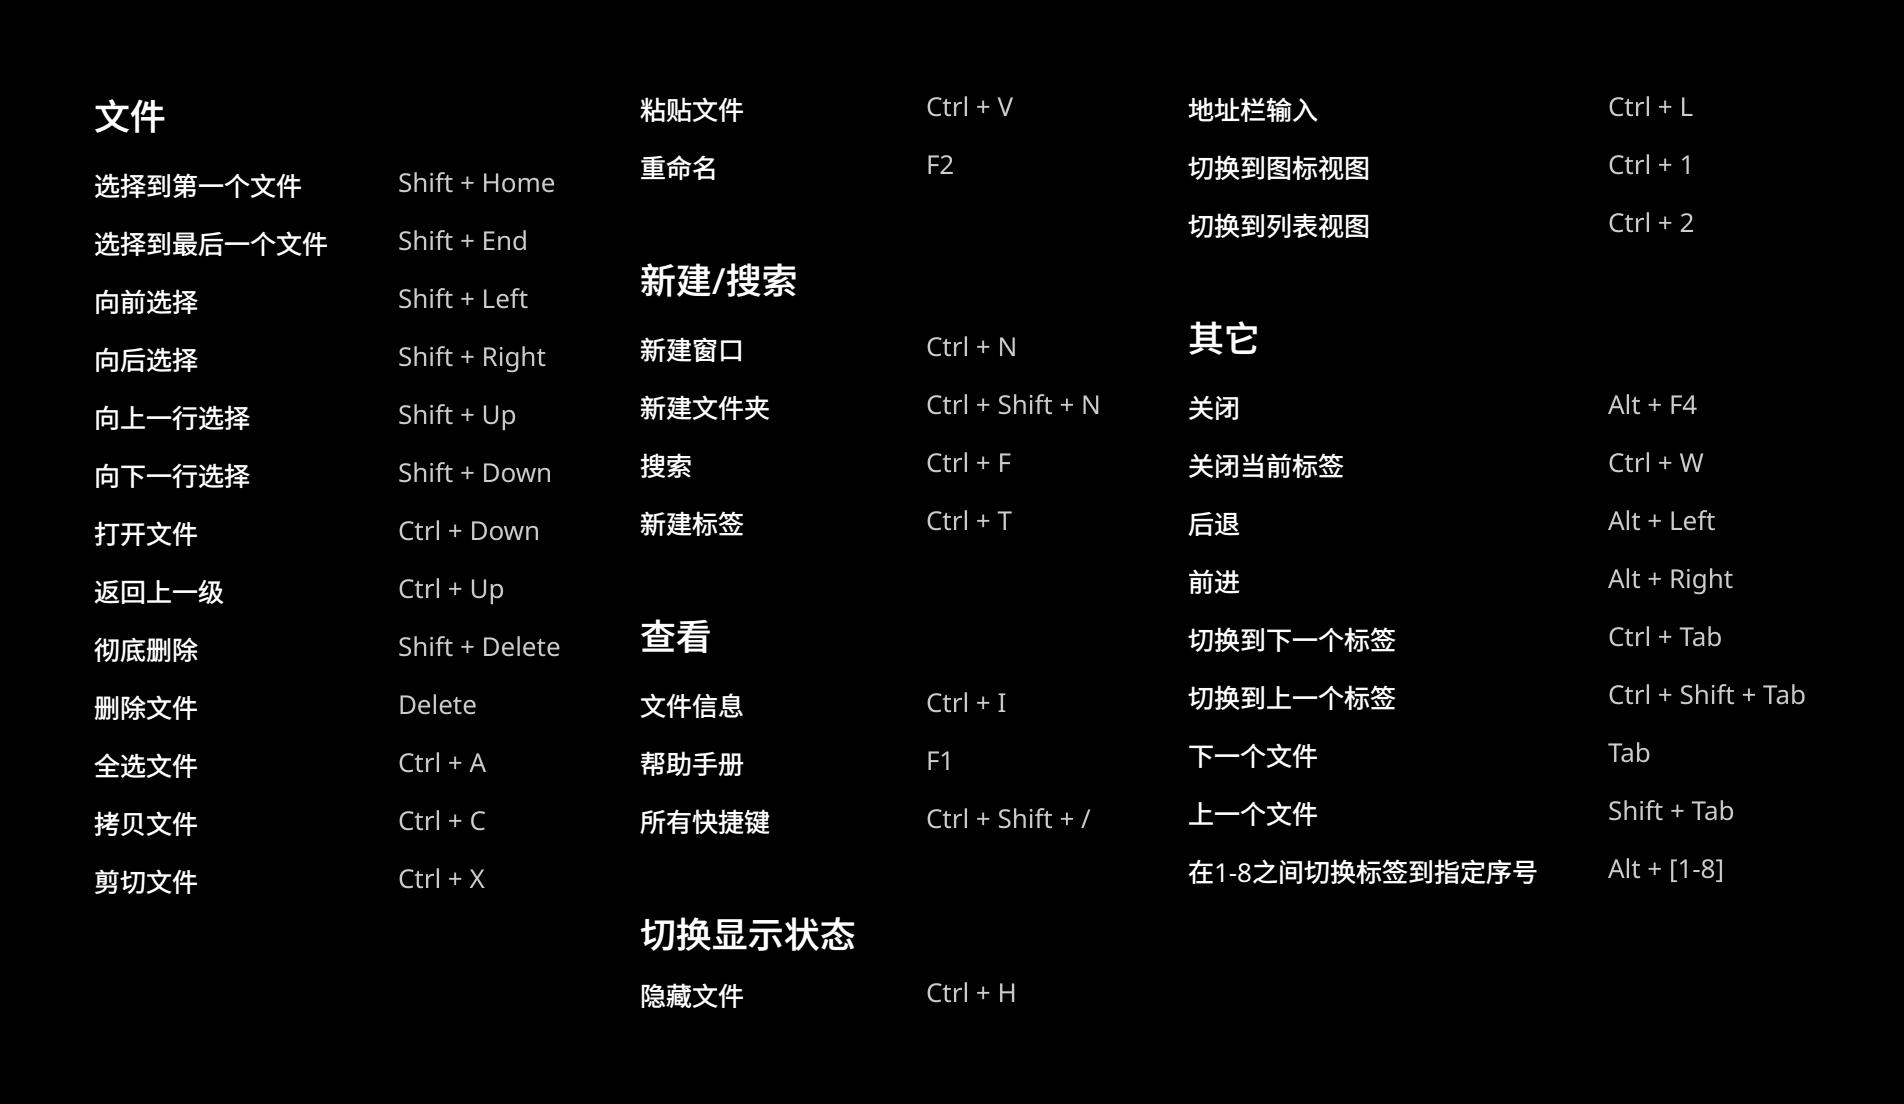 文件
选择到第一个文件 Shift + Home
选择到最后一个文件 Shift + End
向前选择 Shift + Left
向后选择 Shift + Right
向上一行选择 Shift + Up
向下一行选择 Shift + Down
打开文件 Ctrl + Down
返回上一级 Ctrl + Up
彻底删除 Shift + Delete
删除文件 Delete
全选文件 Ctrl + A
拷贝文件 Ctrl + C
剪切文件 Ctrl + X
粘贴文件 Ctrl + V
重命名 F2
新建/搜索
新建窗口 Ctrl + N
新建文件夹 Ctrl + Shift + N
搜索 Ctrl + F
新建标签 Ctrl + T
查看
文件信息 Ctrl + I
帮助手册 F1
所有快捷键 Ctrl + Shift + /
切换显示状态
隐藏文件 Ctrl + H
地址栏输入 Ctrl + L
切换到图标视图 Ctrl + 1
切换到列表视图 Ctrl + 2
其它
关闭 Alt + F4
关闭当前标签 Ctrl + W
后退 Alt + Left
前进 Alt + Right
切换到下一个标签 Ctrl + Tab
切换到上一个标签 Ctrl + Shift + Tab
下一个文件 Tab
上一个文件 Shift + Tab
在1-8之间切换标签到指定序号 Alt + [1-8]